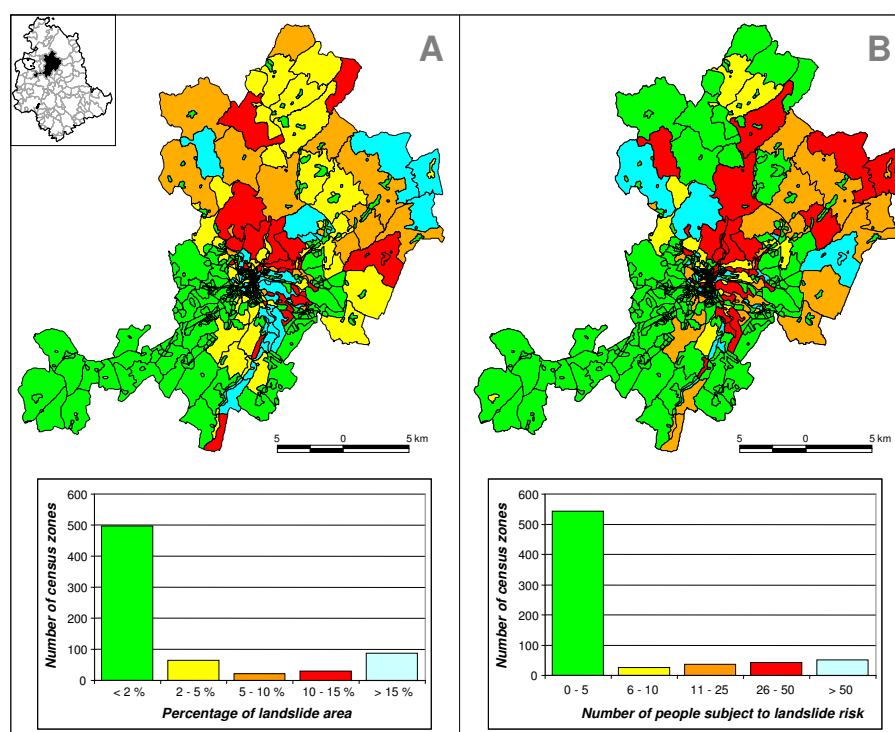 A
B
5 0 5 km
5 0 5 km
600
500
400
300
200
100
0
Number of census zones
< 2 % 2 - 5 % 5 - 10 % 10 - 15 % > 15 %
Percentage of landslide area
600
500
400
300
200
100
0
Number of census zones
0 - 5 6 - 10 11 - 25 26 - 50 > 50
Number of people subject to landslide risk